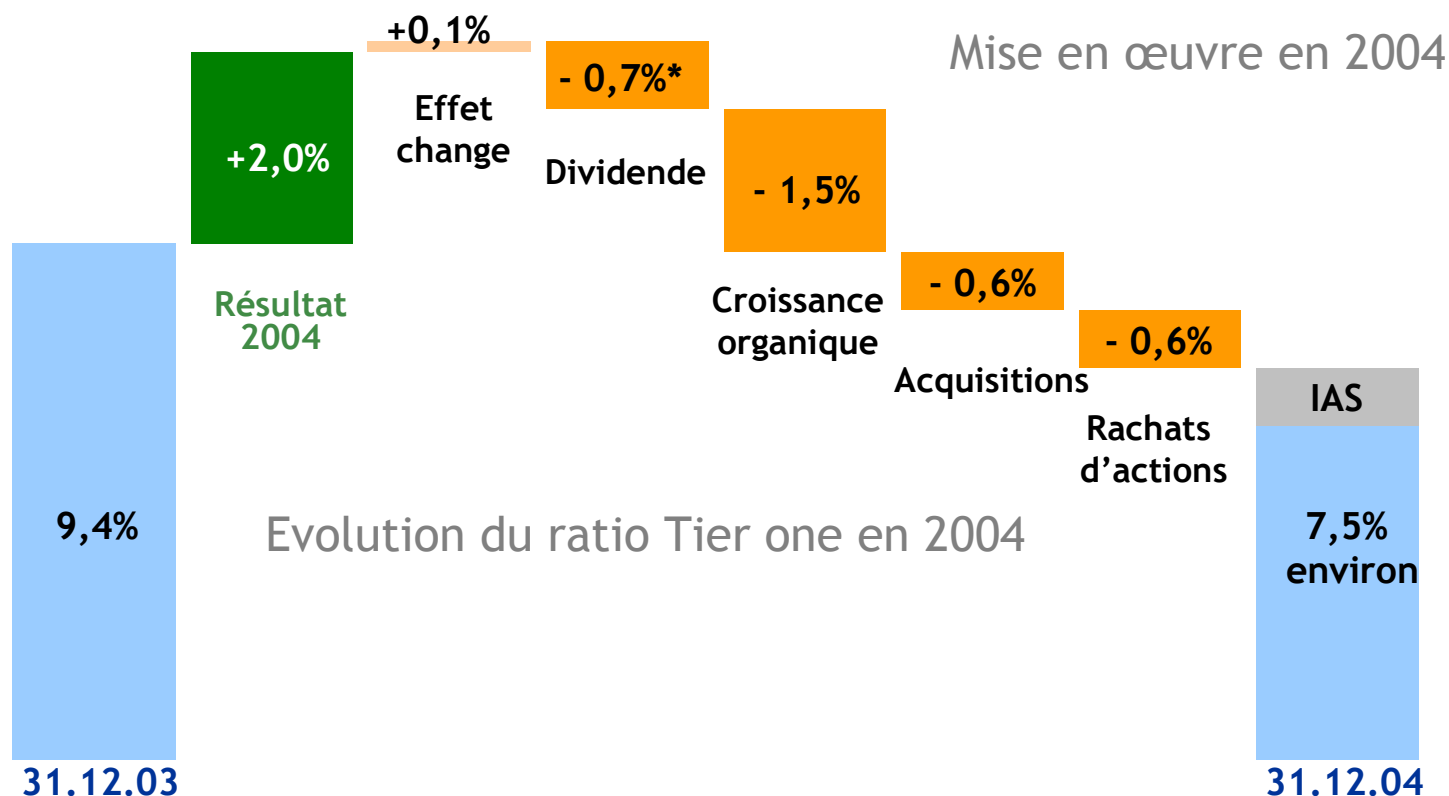 Mise en œuvre en 2004
+0,1%
Effet
change
- 0,7%*
Dividende
+2,0%
Résultat
2004
- 1,5%
Croissance
organique
- 0,6%
Acquisitions
- 0,6%
Rachats
d’actions
IAS
9,4%
Evolution du ratio Tier one en 2004
7,5%
environ
31.12.03
31.12.04